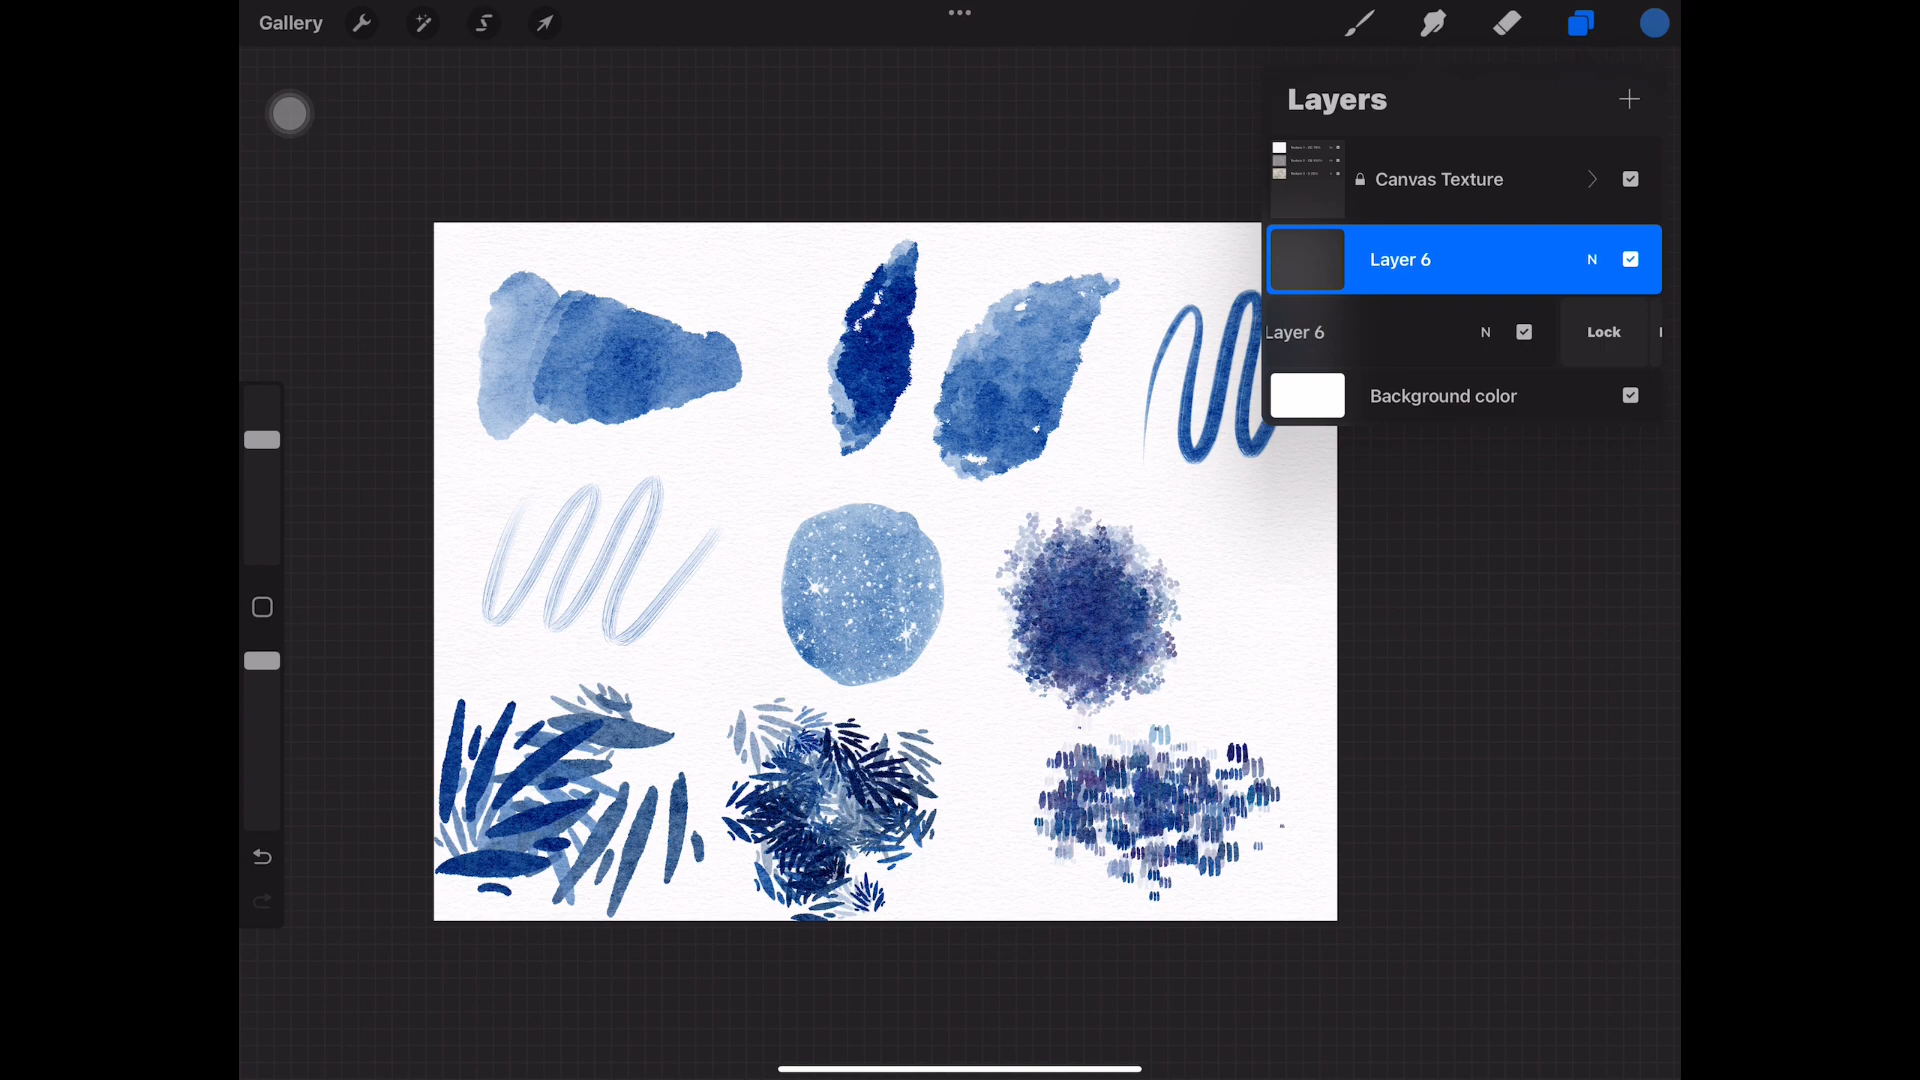 Gallery
Layers
Canvas Texture
Layer 6
N
Layer 6
N
Lock
Background color